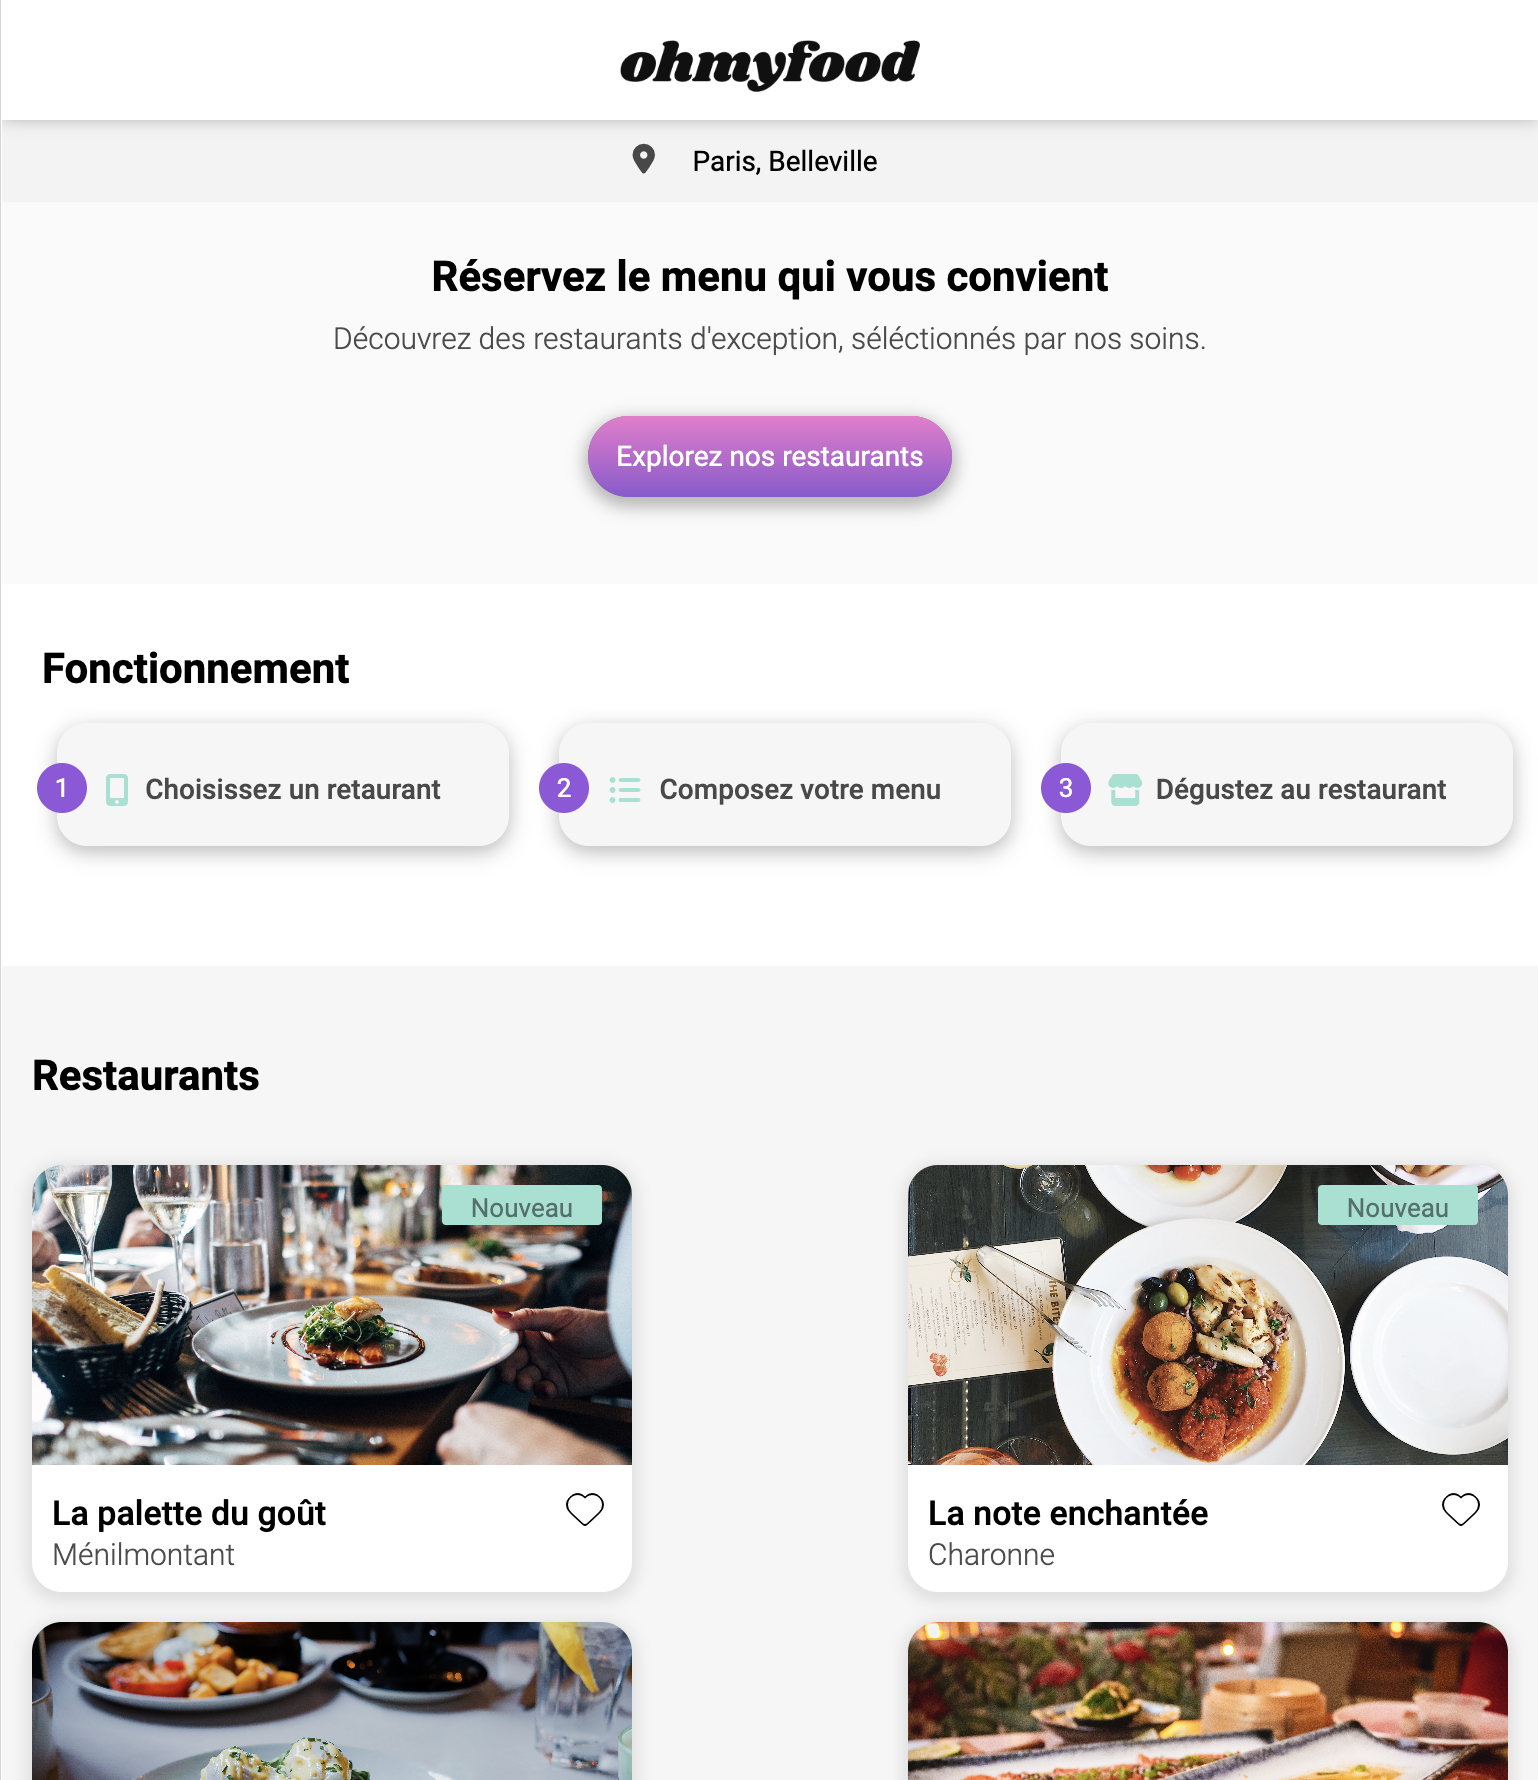 ohmyfood
Paris, Belleville
Réservez le menu qui vous convient
Découvrez des restaurants d'exception, séléctionnés par nos soins.
Explorez nos restaurants
Fonctionnement
1 Choisissez un retaurant
2 Composez votre menu
3 Dégustez au restaurant
Restaurants
Nouveau
La palette du goût
Ménilmontant
Nouveau
THE BITE
La note enchantée
Charonne